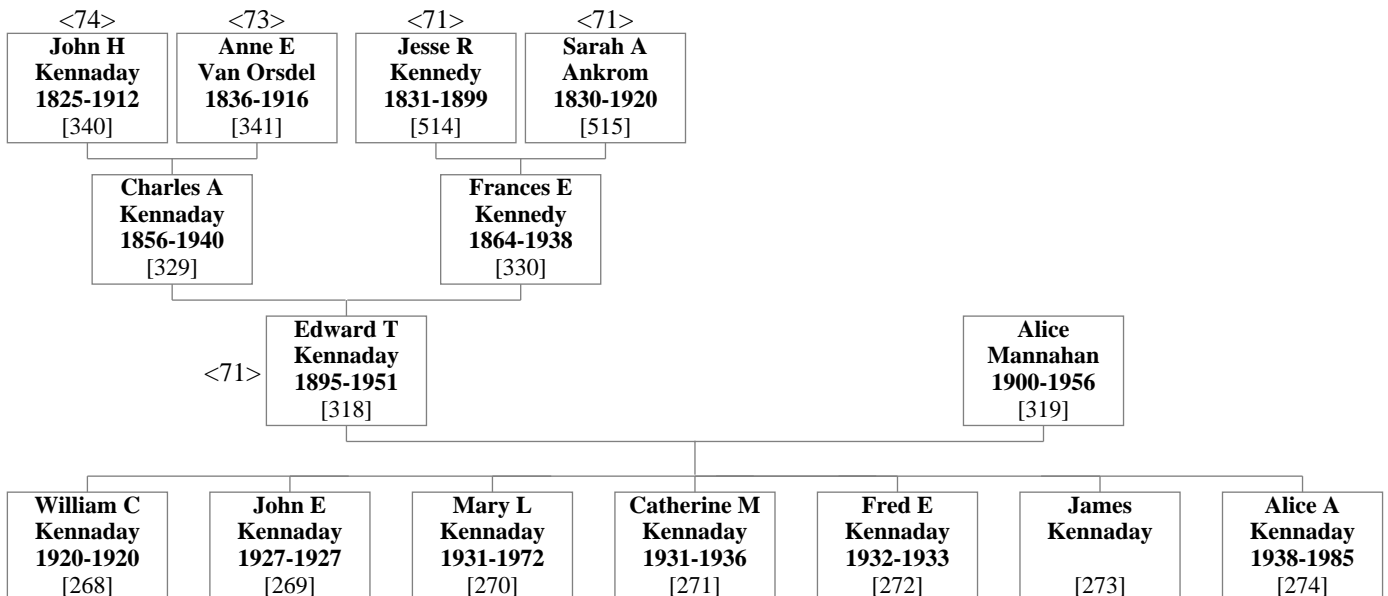 <74>
<73>
<71>
<71>
John H
Kennaday
1825-1912
[340]
Anne E
Van Orsdel
1836-1916
[341]
Jesse R
Kennedy
1831-1899
[514]
Sarah A
Ankrom
1830-1920
[515]
Charles A
Kennaday
1856-1940
[329]
Frances E
Kennedy
1864-1938
[330]
<71>
Edward T
Kennaday
1895-1951
[318]
Alice
Mannahan
1900-1956
[319]
William C
Kennaday
1920-1920
[268]
John E
Kennaday
1927-1927
[269]
Mary L
Kennaday
1931-1972
[270]
Catherine M
Kennaday
1931-1936
[271]
Fred E
Kennaday
1932-1933
[272]
James
Kennaday
[273]
Alice A
Kennaday
1938-1985
[274]